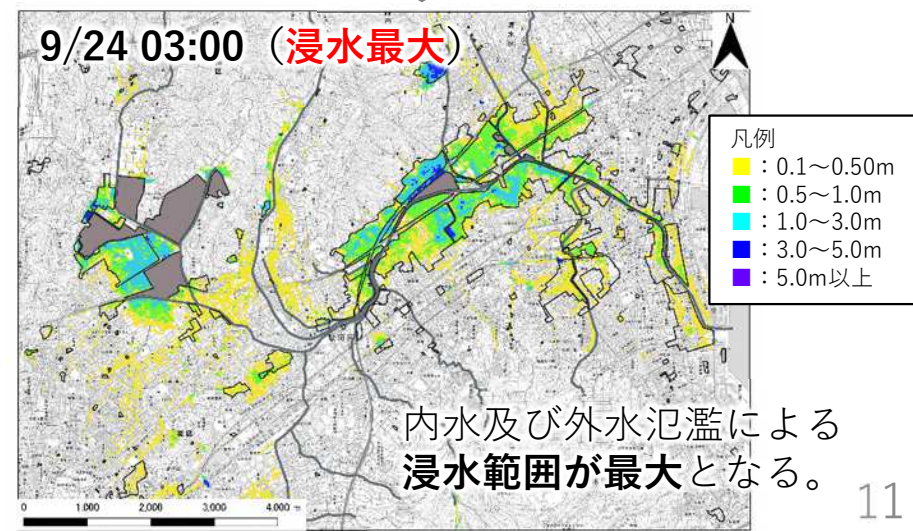 9/24 03:00（浸水最大）
N
凡例
：0.1～0.50m
：0.5～1.0m
：1.0～3.0m
：3.0～5.0m
：5.0m以上
内水及び外水氾濫による
浸水範囲が最大となる。
0 1,000 2,000 3,000 4,000 m
11